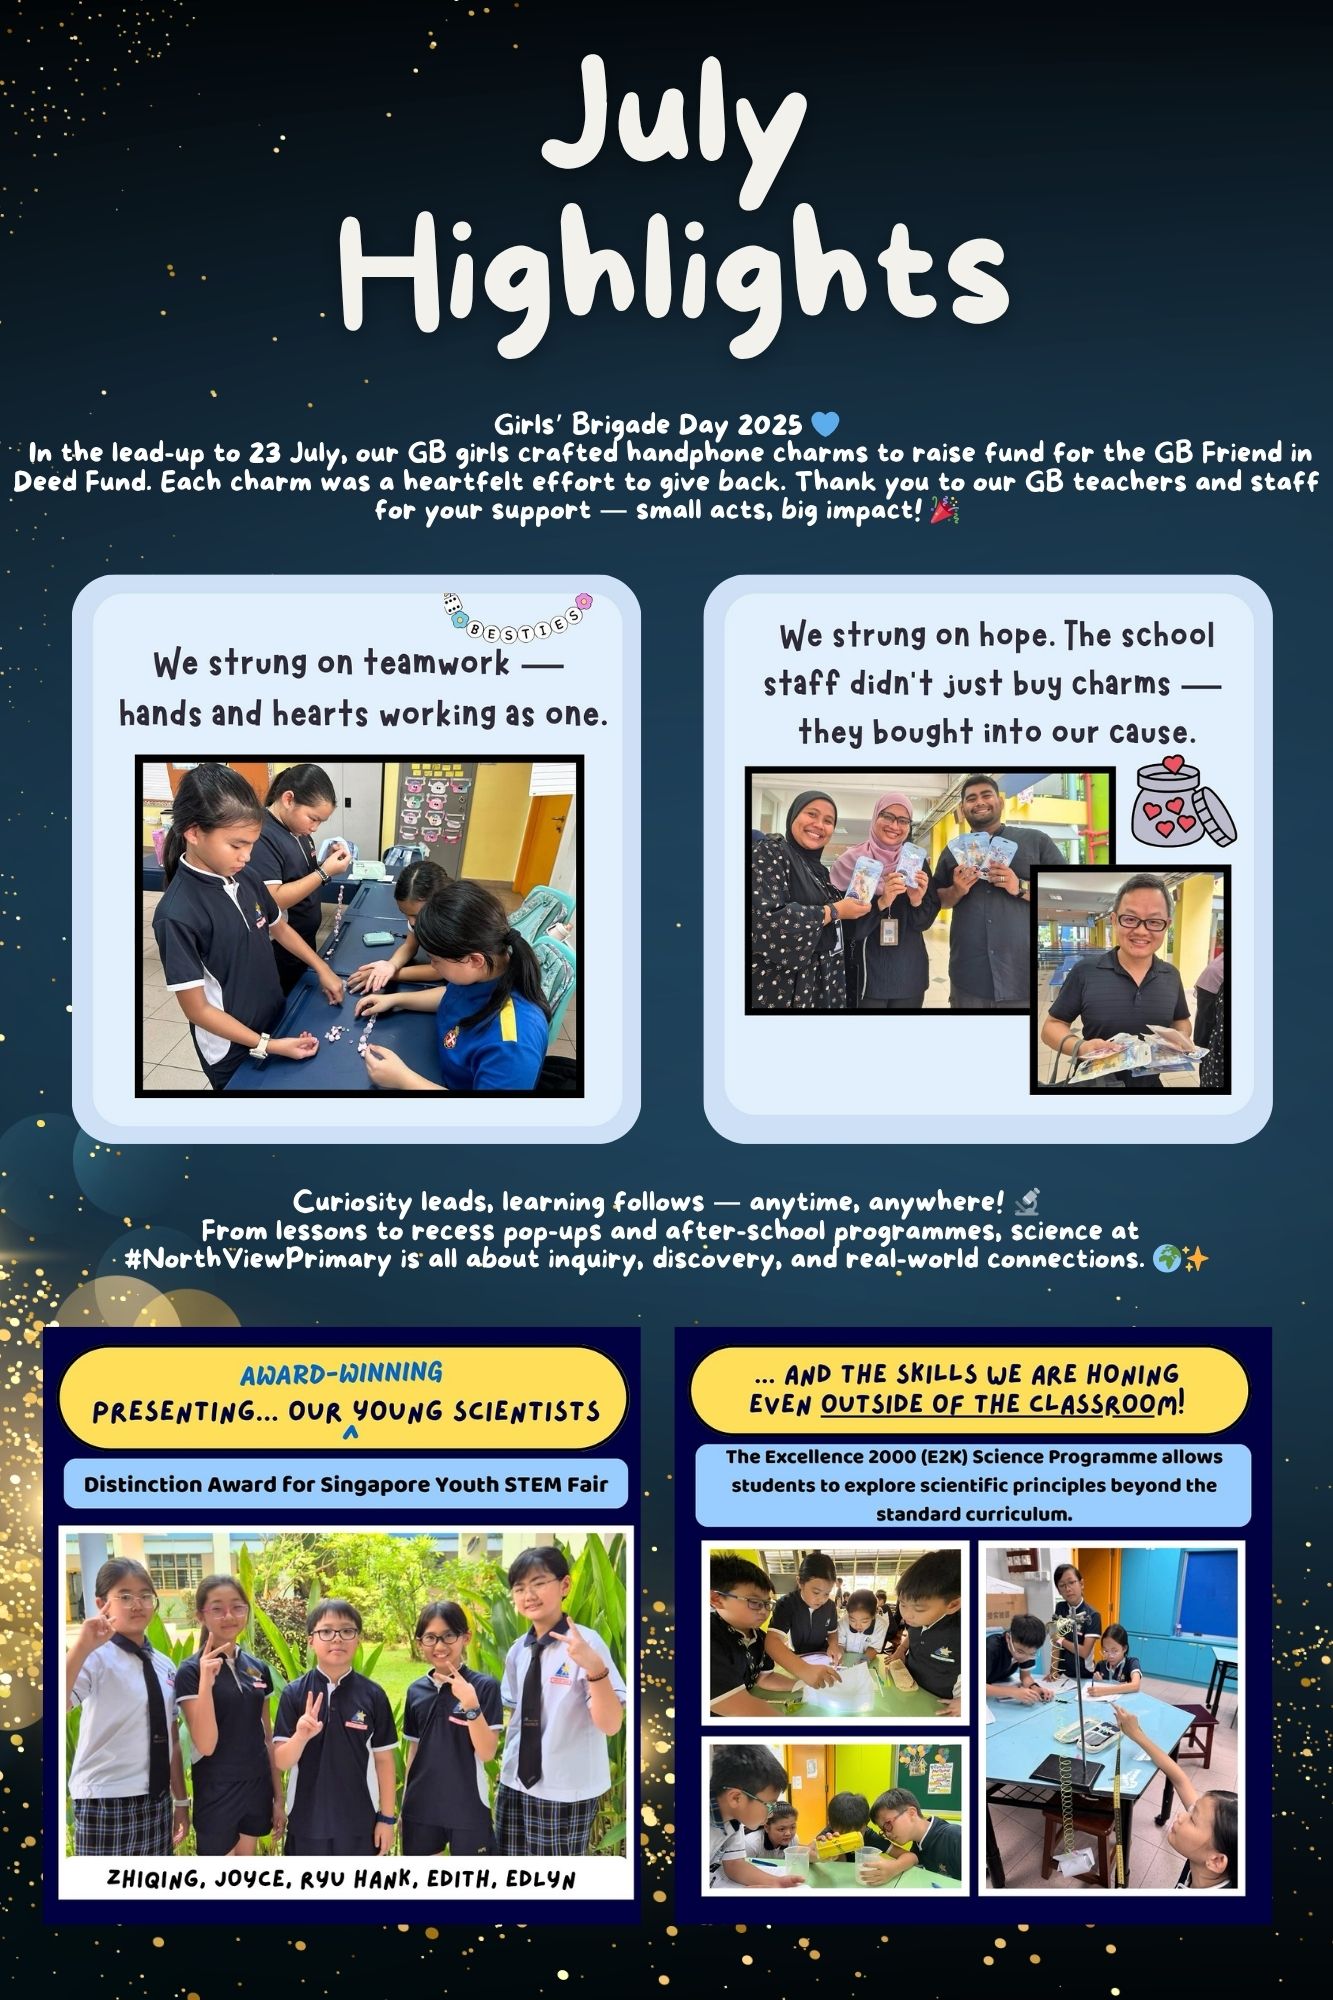 July
Highlights
Girls' Brigade Day 2025 💙
In the lead-up to 23 July, our GB girls crafted handphone charms to raise fund for the GB Friend in
Deed Fund. Each charm was a heartfelt effort to give back. Thank you to our GB teachers and staff
for your support — small acts, big impact! 🎉
BESTIES
We strung on teamwork —
hands and hearts working as one.
We strung on hope. The school
staff didn't just buy charms —
they bought into our cause.
Curiosity leads, learning follows — anytime, anywhere! 🔬
From lessons to recess pop-ups and after-school programmes, science at
#NorthViewPrimary is all about inquiry, discovery, and real-world connections. 🌍✨
AWARD-WINNING
PRESENTING... OUR ^ YOUNG SCIENTISTS
Distinction Award for Singapore Youth STEM Fair
ZHIQING, JOYCE, RYU HANK, EDITH, EDLYN
... AND THE SKILLS WE ARE HONING
EVEN OUTSIDE OF THE CLASSROOM!
The Excellence 2000 (E2K) Science Programme allows
students to explore scientific principles beyond the
standard curriculum.